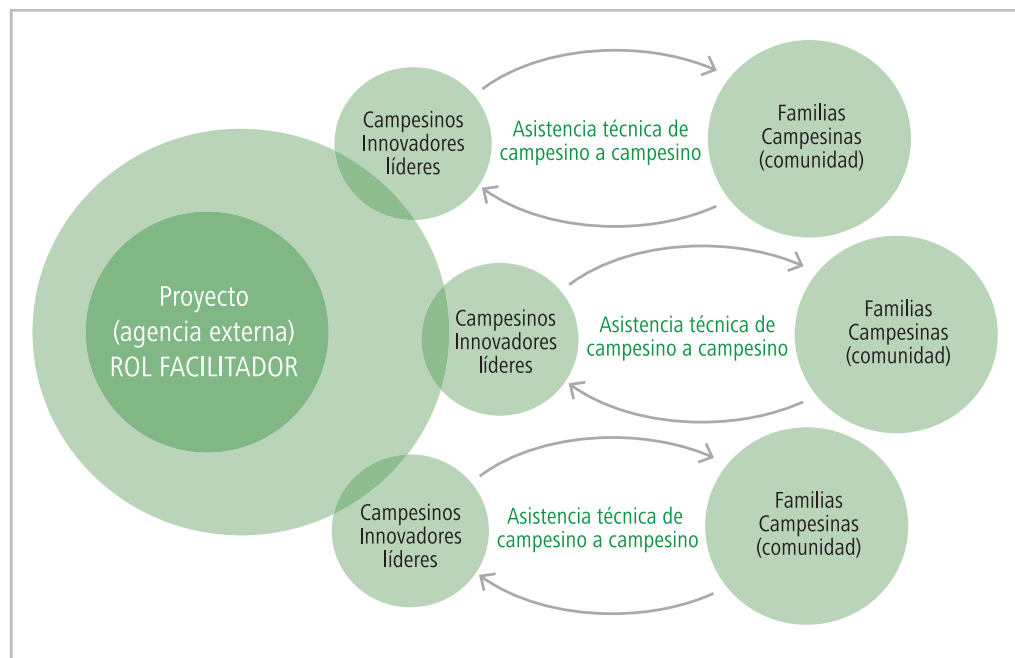 Campesinos
Innovadores
líderes
Asistencia técnica de
campesino a campesino
Familias
Campesinas
(comunidad)
Proyecto
(agencia externa)
ROL FACILITADOR
Campesinos
Innovadores
líderes
Asistencia técnica de
campesino a campesino
Familias
Campesinas
(comunidad)
Campesinos
Innovadores
líderes
Asistencia técnica de
campesino a campesino
Familias
Campesinas
(comunidad)